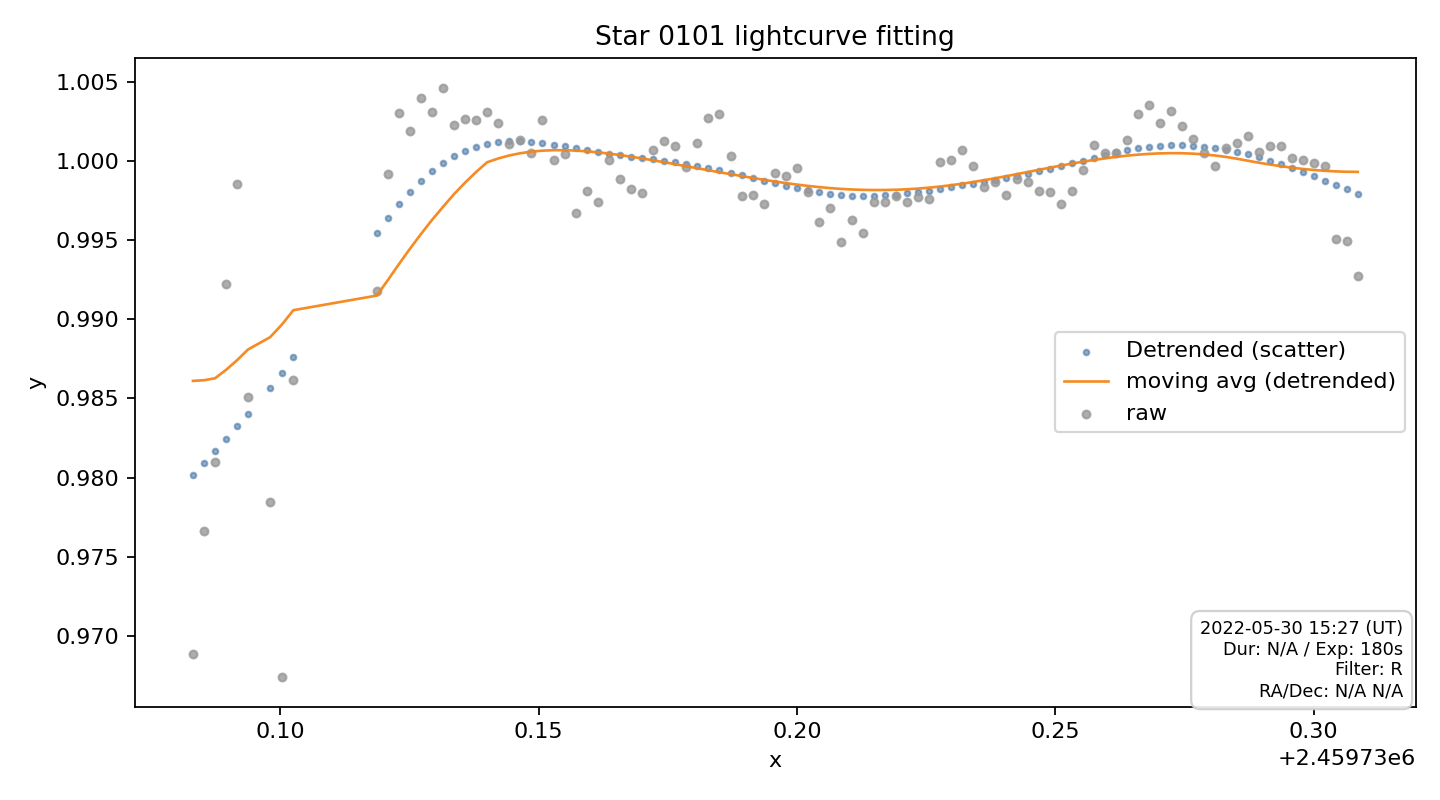 Star 0101 lightcurve fitting
y
1.005
1.000
0.995
0.990
0.985
0.980
0.975
0.970
Detrended (scatter)
moving avg (detrended)
raw
2022-05-30 15:27 (UT)
Dur: N/A / Exp: 180s
Filter: R
RA/Dec: N/A N/A
0.10 0.15 0.20 0.25 0.30
x
+2.45973e6